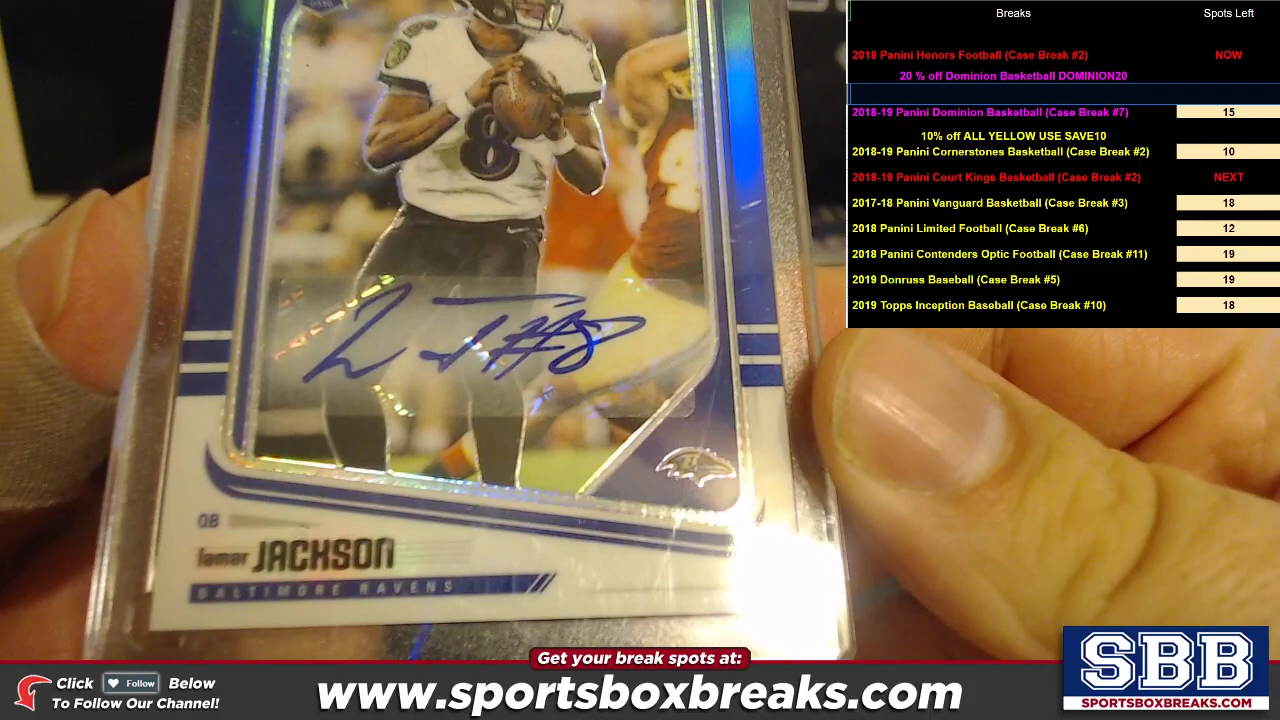 Breaks Spots Left
2018 Panini Honors Football (Case Break #2) NOW
20 % off Dominion Basketball DOMINION20
2018-19 Panini Dominion Basketball (Case Break #7) 15
10% off ALL YELLOW USE SAVE10
2018-19 Panini Cornerstones Basketball (Case Break #2) 10
2018-19 Panini Court Kings Basketball (Case Break #2) NEXT
2017-18 Panini Vanguard Basketball (Case Break #3) 18
2018 Panini Limited Football (Case Break #6) 12
2018 Panini Contenders Optic Football (Case Break #11) 19
2019 Donruss Baseball (Case Break #5) 19
2019 Topps Inception Baseball (Case Break #10) 18
8
#8
QB
lamar JACKSON
BALTIMORE RAVENS
Get your break spots at:
Click Follow Below
To Follow Our Channel!
www.sportsboxbreaks.com
SBB
SPORTSBOXBREAKS.COM